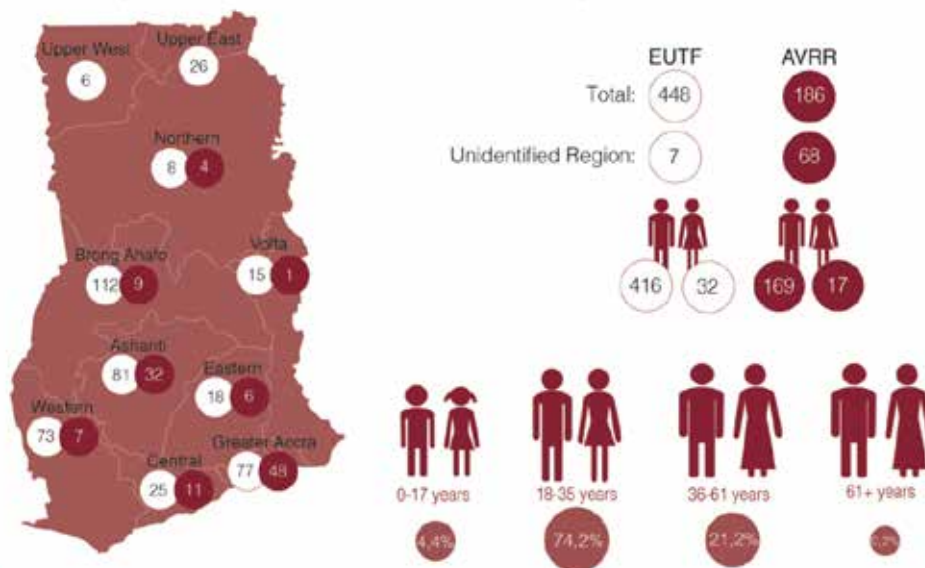 Upper West
6
Upper East
26
Northern
8 4
Brong Ahafo
112 9
Volta
15 1
Ashanti
81 32
Eastern
18 6
Western
73 7
Central
25 11
Greater Accra
77 48
EUTF AVRR
Total: 448 186
Unidentified Region: 7 68
416 32 169 17
0-17 years 18-35 years 36-61 years 61+ years
4,4% 74,2% 21,2%